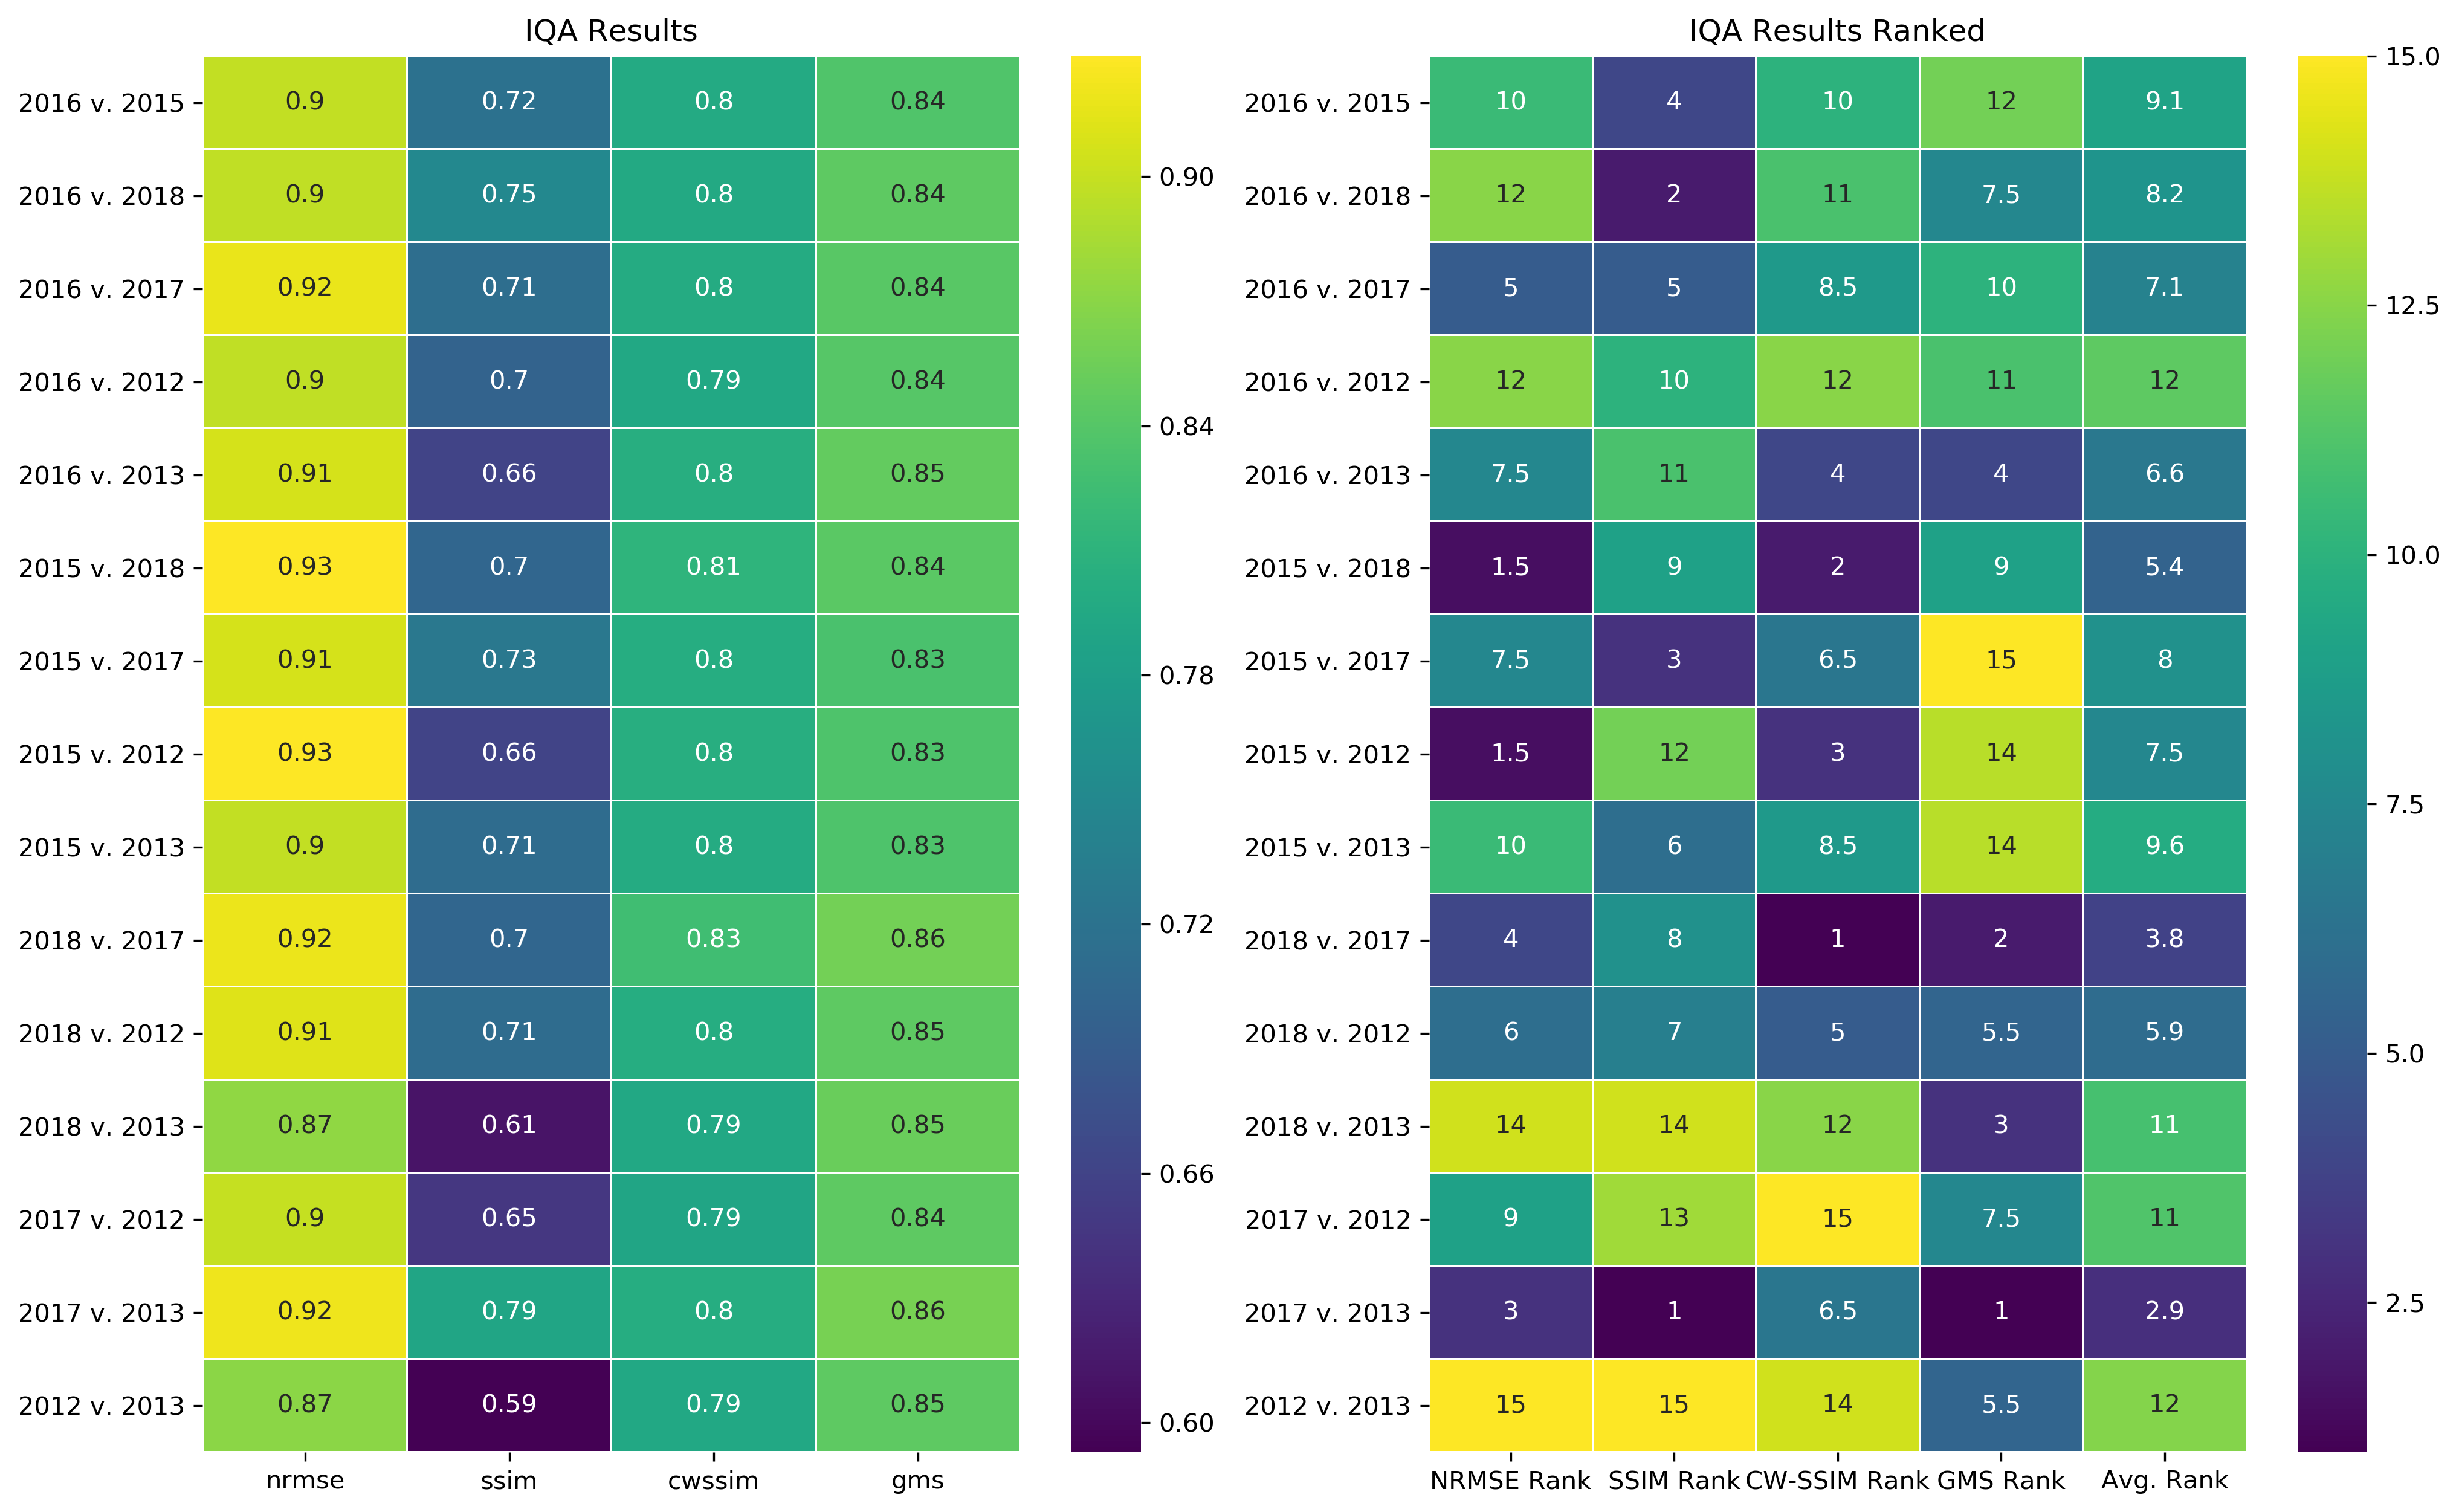 IQA Results
2016 v. 2015 0.9 0.72 0.8 0.84
2016 v. 2018 0.9 0.75 0.8 0.84
2016 v. 2017 0.92 0.71 0.8 0.84
2016 v. 2012 0.9 0.7 0.79 0.84
2016 v. 2013 0.91 0.66 0.8 0.85
2015 v. 2018 0.93 0.7 0.81 0.84
2015 v. 2017 0.91 0.73 0.8 0.83
2015 v. 2012 0.93 0.66 0.8 0.83
2015 v. 2013 0.9 0.71 0.8 0.83
2018 v. 2017 0.92 0.7 0.83 0.86
2018 v. 2012 0.91 0.71 0.8 0.85
2018 v. 2013 0.87 0.61 0.79 0.85
2017 v. 2012 0.9 0.65 0.79 0.84
2017 v. 2013 0.92 0.79 0.8 0.86
2012 v. 2013 0.87 0.59 0.79 0.85
nrmse ssim cwssim gms
0.90
0.84
0.78
0.72
0.66
0.60
IQA Results Ranked
2016 v. 2015 10 4 10 12 9.1
2016 v. 2018 12 2 11 7.5 8.2
2016 v. 2017 5 5 8.5 10 7.1
2016 v. 2012 12 10 12 11 12
2016 v. 2013 7.5 11 4 4 6.6
2015 v. 2018 1.5 9 2 9 5.4
2015 v. 2017 7.5 3 6.5 15 8
2015 v. 2012 1.5 12 3 14 7.5
2015 v. 2013 10 6 8.5 14 9.6
2018 v. 2017 4 8 1 2 3.8
2018 v. 2012 6 7 5 5.5 5.9
2018 v. 2013 14 14 12 3 11
2017 v. 2012 9 13 15 7.5 11
2017 v. 2013 3 1 6.5 1 2.9
2012 v. 2013 15 15 14 5.5 12
NRMSE Rank SSIM Rank CW-SSIM Rank GMS Rank Avg. Rank
15.0
12.5
10.0
7.5
5.0
2.5